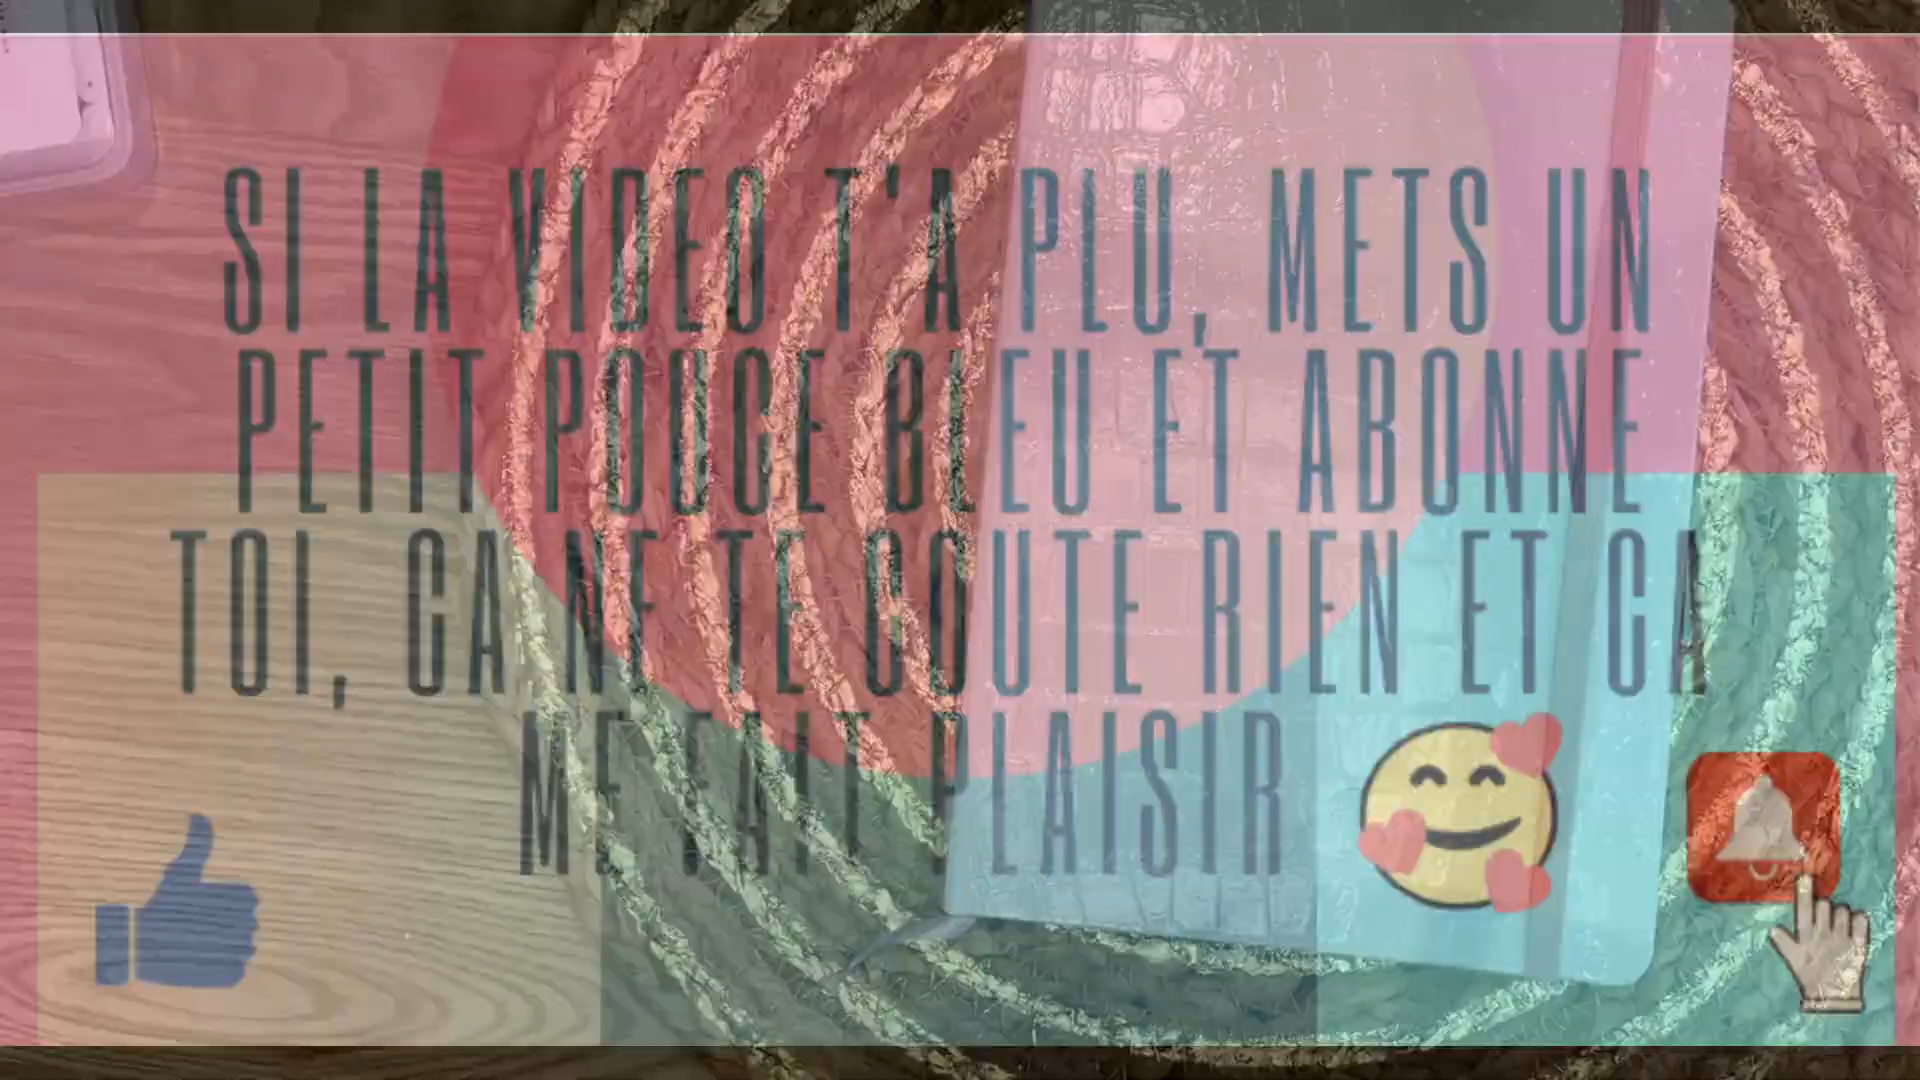 SI LA VIDEO T'A PLU, METS UN
PETIT POUCE BLEU ET ABONNE
TOI, CA NE TE COUTE RIEN ET CA
ME FAIT PLAISIR